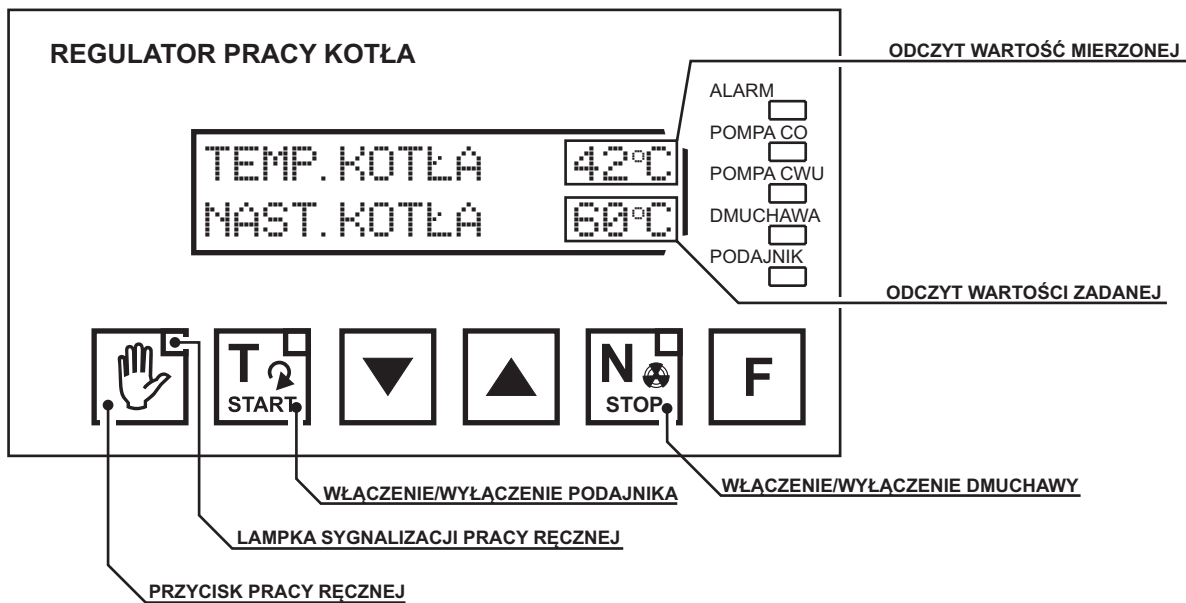 ODCZYT WARTOŚĆ MIERZONEJ
REGULATOR PRACY KOTŁA
ALARM
POMPA CO
POMPA CWU
DMUCHAWA
PODAJNIK
TEMP.KOTŁA 42°C
NAST.KOTŁA 60°C
ODCZYT WARTOŚCI ZADANEJ
T
START
N
STOP
F
WŁĄCZENIE/WYŁĄCZENIE PODAJNIKA
WŁĄCZENIE/WYŁĄCZENIE DMUCHAWY
LAMPKA SYGNALIZACJI PRACY RĘCZNEJ
PRZYCISK PRACY RĘCZNEJ